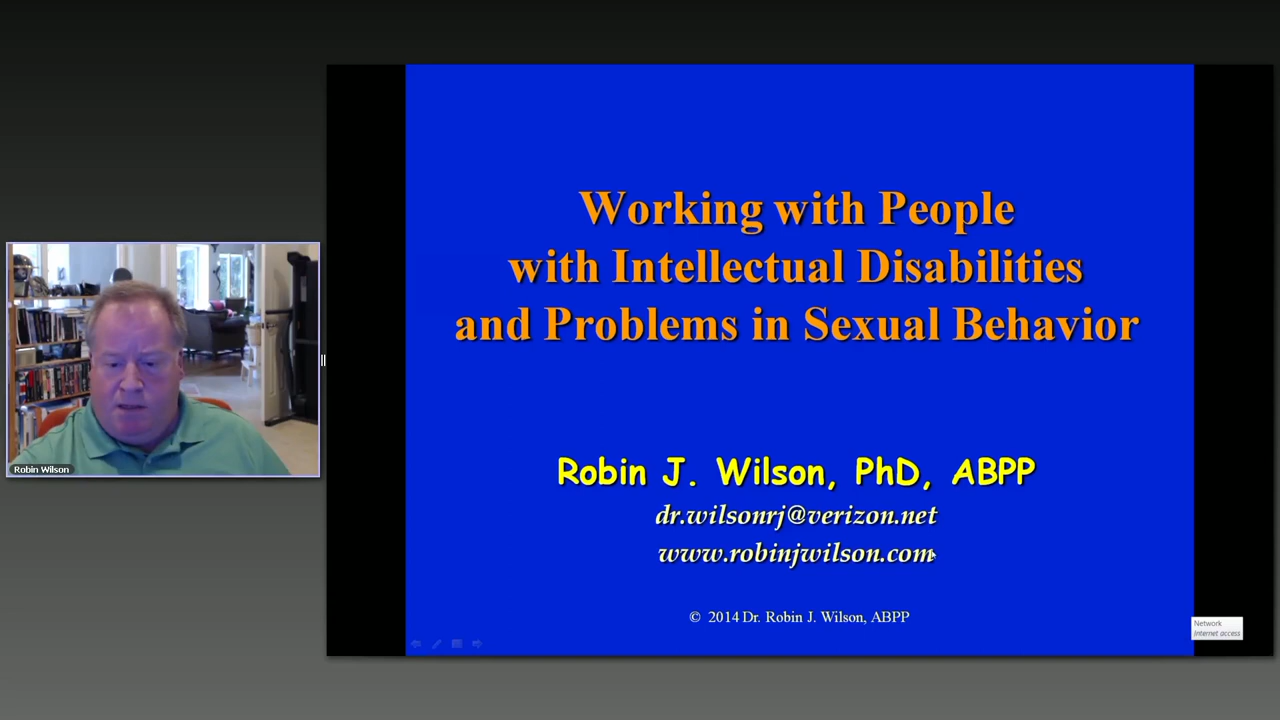 Working with People
with Intellectual Disabilities
and Problems in Sexual Behavior
Robin J. Wilson, PhD, ABPP
dr.wilsonrj@verizon.net
www.robinjwilson.com
© 2014 Dr. Robin J. Wilson, ABPP
Robin Wilson
Network
Internet access